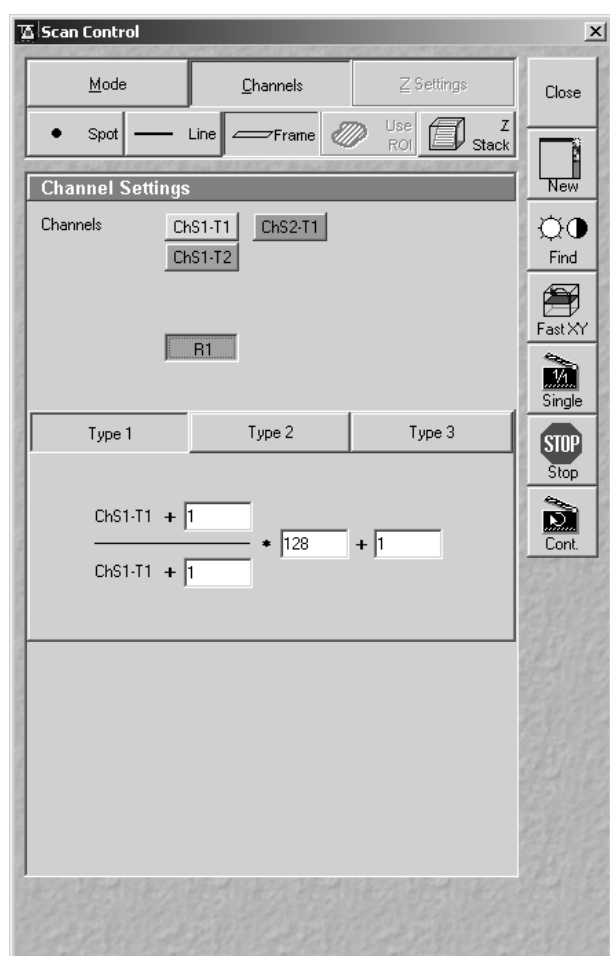 Scan Control
Mode Channels Z Settings
Spot Line Frame Use ROI Z Stack
Close
New
Find
Fast XY
1/1
Single
STOP
Stop
Cont.
Channel Settings
Channels ChS1-T1 ChS2-T1
ChS1-T2
R1
Type 1 Type 2 Type 3
ChS1-T1 + 1
* 128 + 1
ChS1-T1 + 1